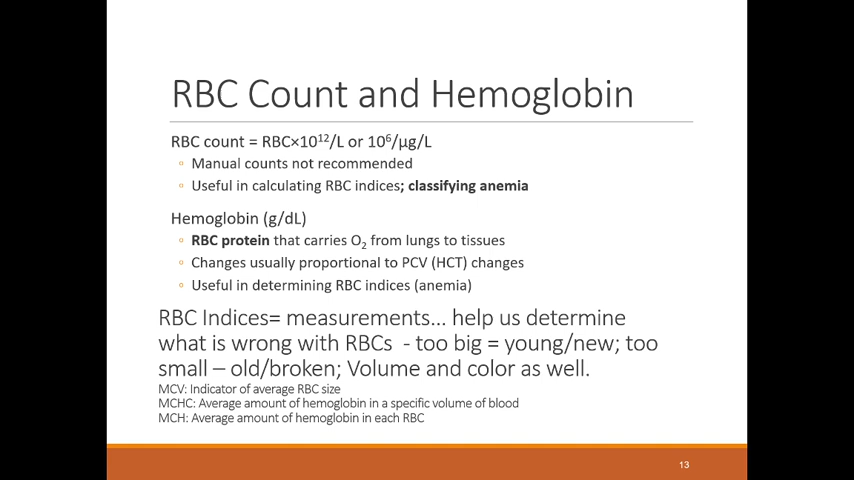 RBC Count and Hemoglobin
RBC count = RBC×10¹²/L or 10⁶/µg/L
◦ Manual counts not recommended
◦ Useful in calculating RBC indices; classifying anemia
Hemoglobin (g/dL)
◦ RBC protein that carries O₂ from lungs to tissues
◦ Changes usually proportional to PCV (HCT) changes
◦ Useful in determining RBC indices (anemia)
RBC Indices= measurements... help us determine
what is wrong with RBCs - too big = young/new; too
small – old/broken; Volume and color as well.
MCV: Indicator of average RBC size
MCHC: Average amount of hemoglobin in a specific volume of blood
MCH: Average amount of hemoglobin in each RBC
13